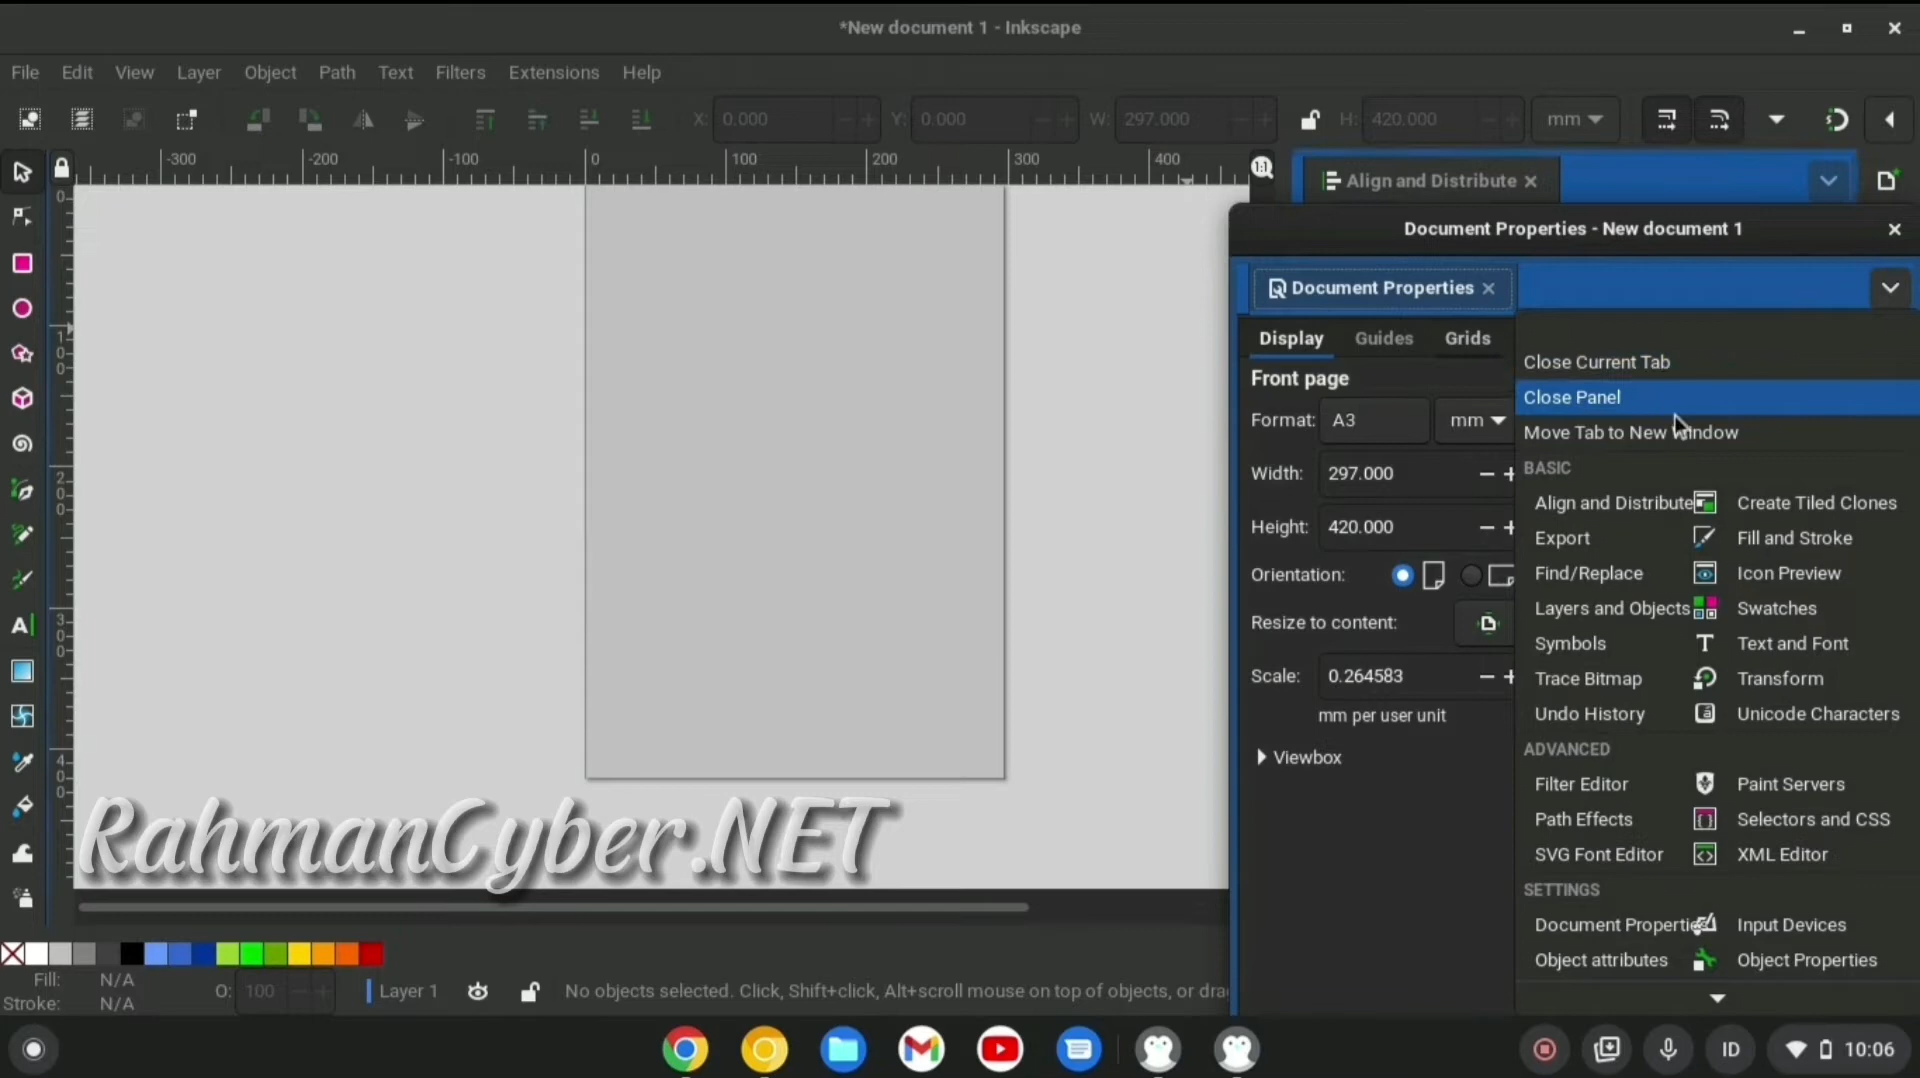 *New document 1 - Inkscape
File Edit View Layer Object Path Text Filters Extensions Help
X: 0.000 Y: 0.000 W: 297.000 H: 420.000 mm
-300 -200 -100 0 100 200 300 400
1:1
Align and Distribute
Document Properties - New document 1
Document Properties
Display Guides Grids
Close Current Tab
Front page
Close Panel
Format: A3 mm
Move Tab to New Window
BASIC
Width: 297.000
Align and Distribute Create Tiled Clones
Height: 420.000
Export Fill and Stroke
Orientation:
Find/Replace Icon Preview
Resize to content:
Layers and Objects Swatches
Symbols Text and Font
Scale: 0.264583
Trace Bitmap Transform
mm per user unit
Undo History Unicode Characters
Viewbox
ADVANCED
Filter Editor Paint Servers
Path Effects Selectors and CSS
SVG Font Editor XML Editor
SETTINGS
Document Properti Input Devices
Object attributes Object Properties
0
100
200
300
400
RahmanCyber.NET
Fill: N/A
Stroke: N/A
O: 100 Layer 1 No objects selected. Click, Shift+click, Alt+scroll mouse on top of objects, or dra
ID 10:06